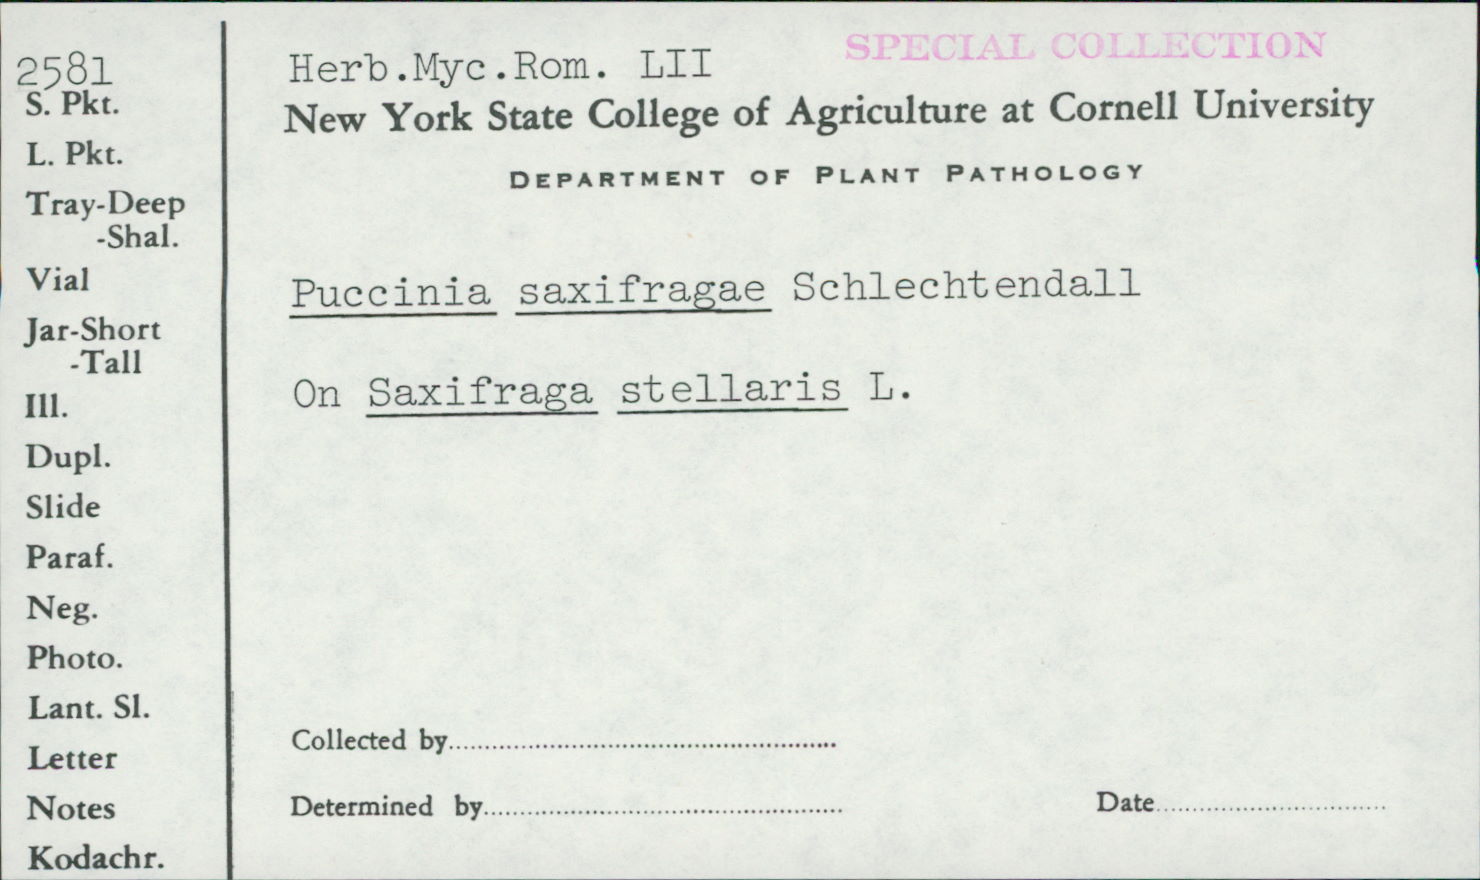 2581
S. Pkt.
L. Pkt.
Tray-Deep
-Shal.
Vial
Jar-Short
-Tall
Ill.
Dupl.
Slide
Paraf.
Neg.
Photo.
Lant. Sl.
Letter
Notes
Kodachr.
Herb.Myc.Rom. LII
SPECIAL COLLECTION
New York State College of Agriculture at Cornell University
DEPARTMENT OF PLANT PATHOLOGY
Puccinia saxifragae Schlechtendall
On Saxifraga stellaris L.
Collected by
Determined by
Date